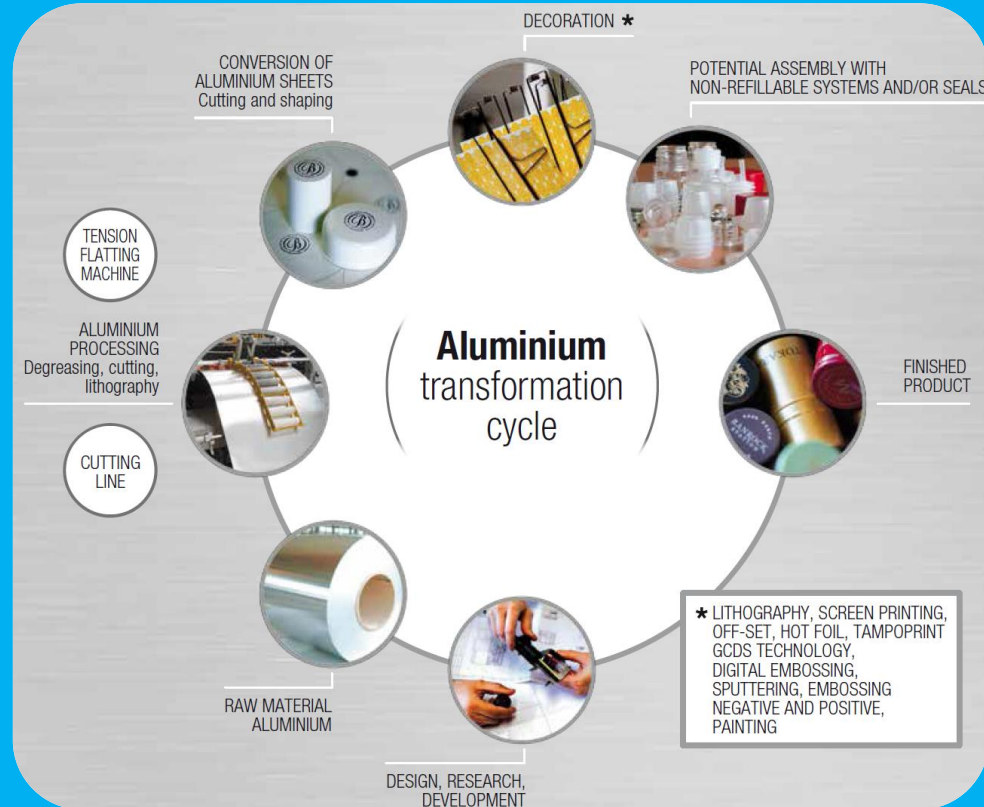 DECORATION *
CONVERSION OF
ALUMINIUM SHEETS
Cutting and shaping
POTENTIAL ASSEMBLY WITH
NON-REFILLABLE SYSTEMS AND/OR SEALS
TENSION
FLATTING
MACHINE
ALUMINIUM
PROCESSING
Degreasing, cutting,
lithography
Aluminium
transformation
cycle
FINISHED
PRODUCT
CUTTING
LINE
* LITHOGRAPHY, SCREEN PRINTING,
OFF-SET, HOT FOIL, TAMPOPRINT
GCDS TECHNOLOGY,
DIGITAL EMBOSSING,
SPUTTERING, EMBOSSING
NEGATIVE AND POSITIVE,
PAINTING
RAW MATERIAL
ALUMINIUM
DESIGN, RESEARCH,
DEVELOPMENT